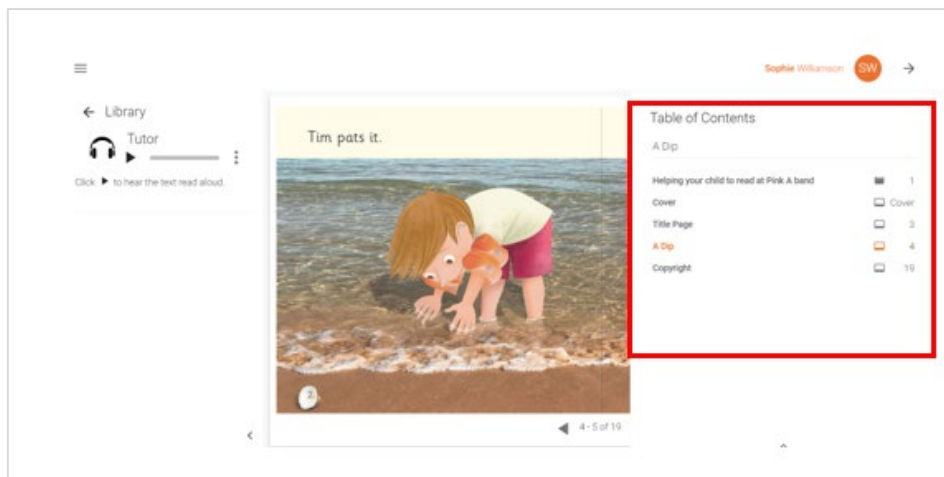 Sophie Williamson SW
Library
Tutor
Click ▶ to hear the text read aloud.
Tim pats it.
2
4 - 5 of 19
Table of Contents
A Dip
Helping your child to read at Pink A band 1
Cover Cover
Title Page 3
A Dip 4
Copyright 19